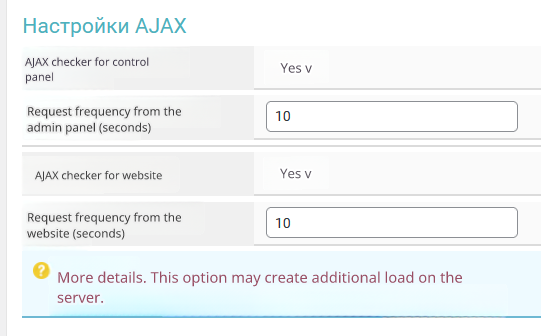 Настройки AJAX
AJAX checker for control
panel
Yes v
Request frequency from the
admin panel (seconds)
10
AJAX checker for website
Yes v
Request frequency from the
website (seconds)
10
?
More details. This option may create additional load on the
server.